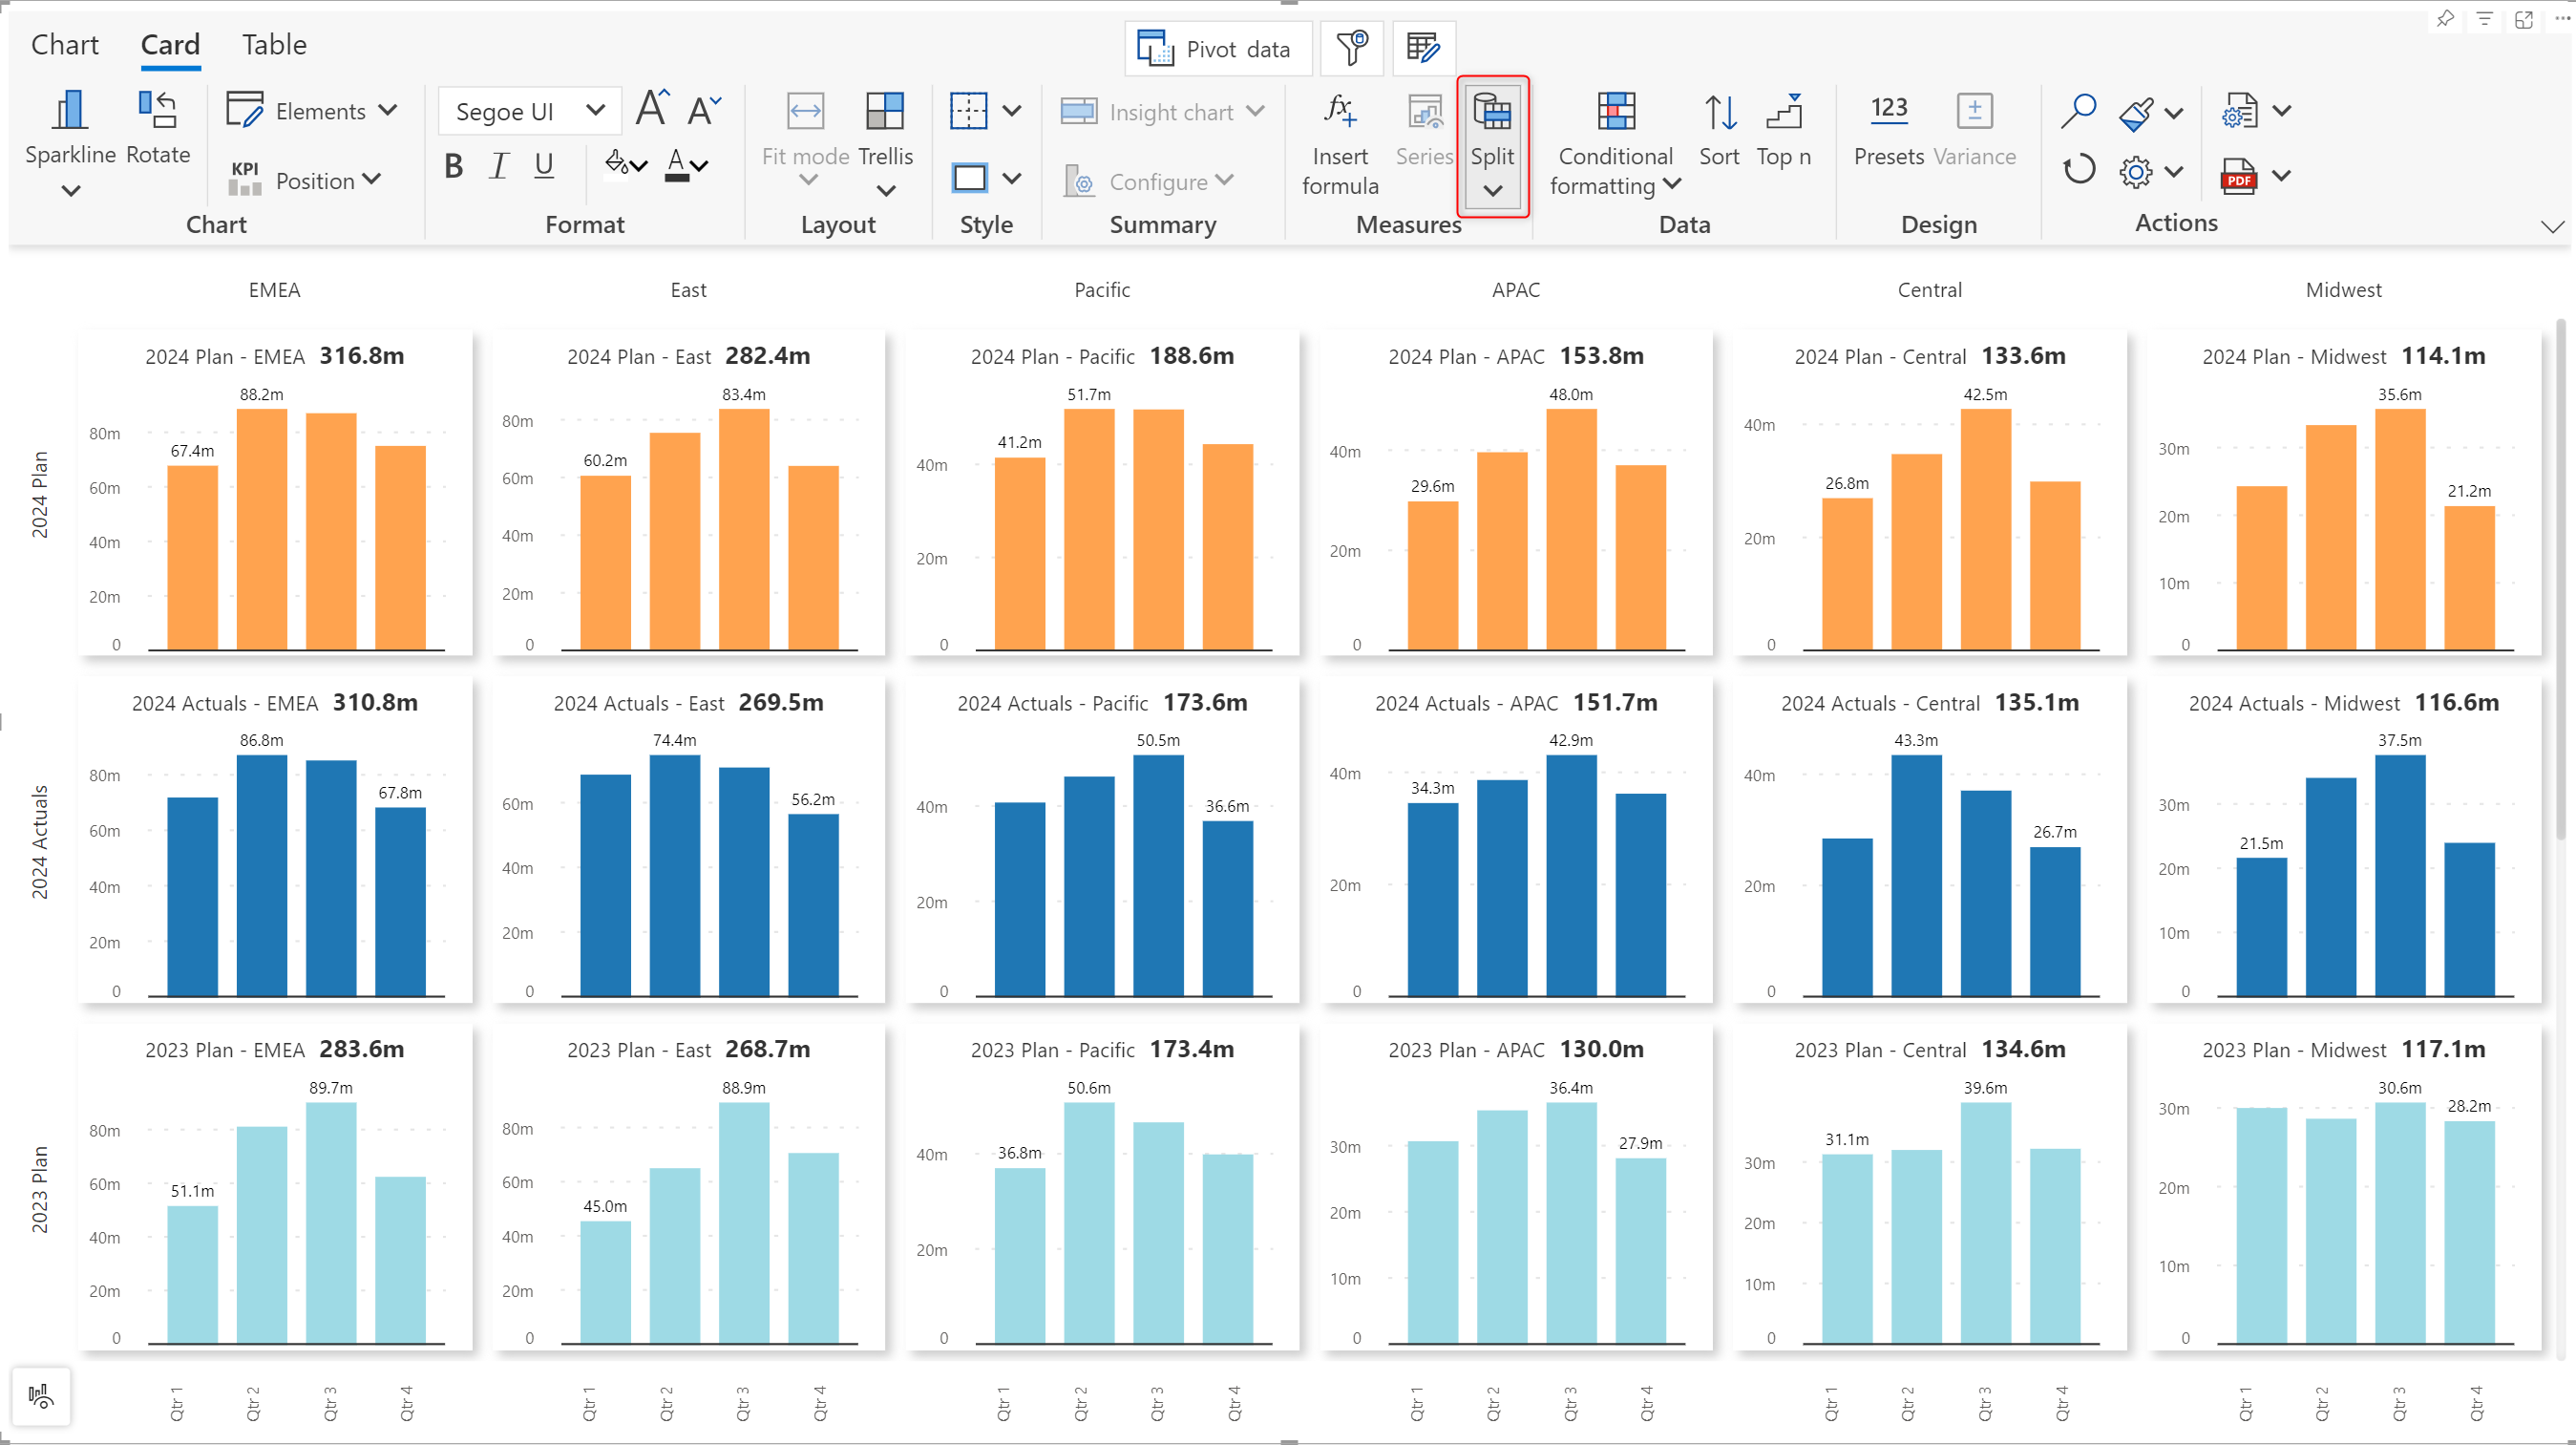 Chart Card Table
Pivot data
Sparkline Rotate
Elements
KPI Position
Chart
Segoe UI
A A
B I U A
Format
Fit mode Trellis
Layout
Style
Insight chart
Configure
Summary
fx
Insert formula
Series
Split
Measures
Conditional formatting
Sort
Top n
Data
123
Presets
Variance
Design
PDF
Actions
EMEA East Pacific APAC Central Midwest
2024 Plan
2024 Plan - EMEA 316.8m
88.2m
67.4m
80m
60m
40m
20m
0
2024 Plan - East 282.4m
83.4m
60.2m
80m
60m
40m
20m
0
2024 Plan - Pacific 188.6m
51.7m
41.2m
40m
20m
0
2024 Plan - APAC 153.8m
48.0m
29.6m
40m
20m
0
2024 Plan - Central 133.6m
42.5m
26.8m
40m
20m
0
2024 Plan - Midwest 114.1m
35.6m
21.2m
30m
20m
10m
0
2024 Actuals
2024 Actuals - EMEA 310.8m
86.8m
67.8m
80m
60m
40m
20m
0
2024 Actuals - East 269.5m
74.4m
56.2m
60m
40m
20m
0
2024 Actuals - Pacific 173.6m
50.5m
36.6m
40m
20m
0
2024 Actuals - APAC 151.7m
42.9m
34.3m
40m
20m
0
2024 Actuals - Central 135.1m
43.3m
26.7m
40m
20m
0
2024 Actuals - Midwest 116.6m
37.5m
21.5m
30m
20m
10m
0
2023 Plan
2023 Plan - EMEA 283.6m
89.7m
51.1m
80m
60m
40m
20m
0
2023 Plan - East 268.7m
88.9m
45.0m
80m
60m
40m
20m
0
2023 Plan - Pacific 173.4m
50.6m
36.8m
40m
20m
0
2023 Plan - APAC 130.0m
36.4m
27.9m
30m
20m
10m
0
2023 Plan - Central 134.6m
39.6m
31.1m
30m
20m
10m
0
2023 Plan - Midwest 117.1m
30.6m
28.2m
30m
20m
10m
0
Qtr 1 Qtr 2 Qtr 3 Qtr 4
Qtr 1 Qtr 2 Qtr 3 Qtr 4
Qtr 1 Qtr 2 Qtr 3 Qtr 4
Qtr 1 Qtr 2 Qtr 3 Qtr 4
Qtr 1 Qtr 2 Qtr 3 Qtr 4
Qtr 1 Qtr 2 Qtr 3 Qtr 4